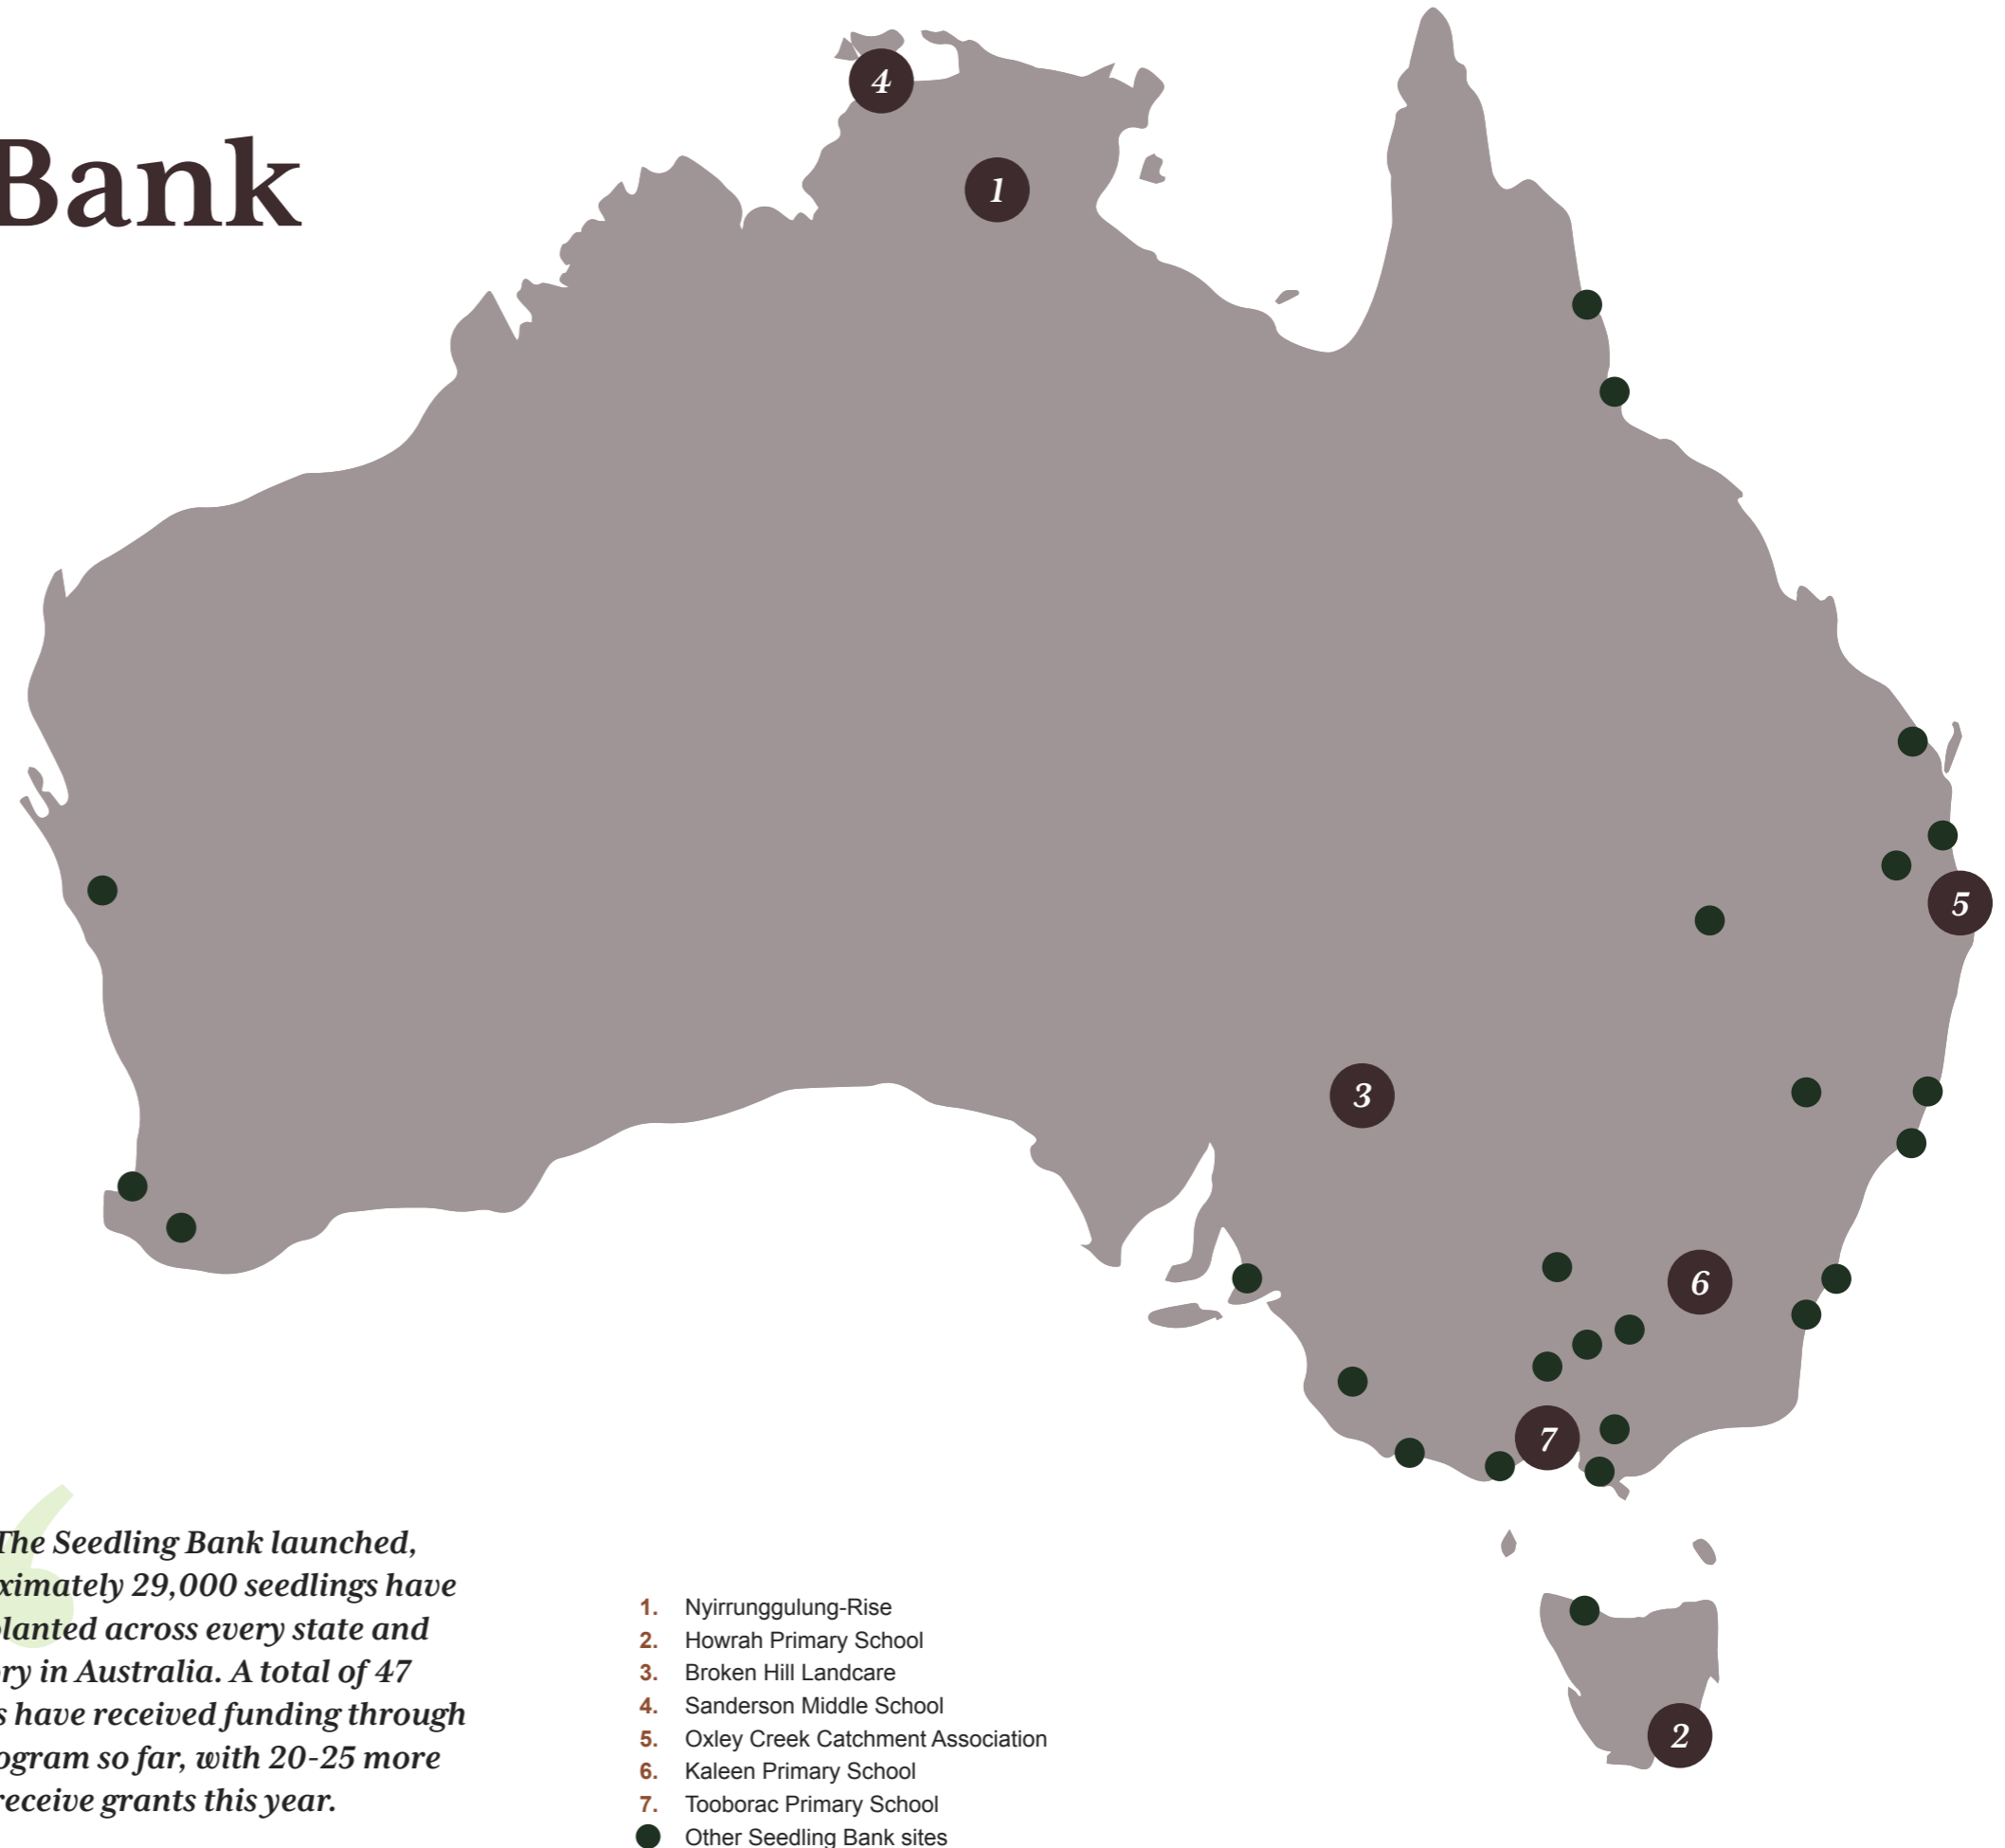 Bank
4
1
5
3
6
7
2
The Seedling Bank launched,
ximately 29,000 seedlings have
planted across every state and
ry in Australia. A total of 47
s have received funding through
ogram so far, with 20-25 more
receive grants this year.
1. Nyirrunggulung-Rise
2. Howrah Primary School
3. Broken Hill Landcare
4. Sanderson Middle School
5. Oxley Creek Catchment Association
6. Kaleen Primary School
7. Tooborac Primary School
Other Seedling Bank sites